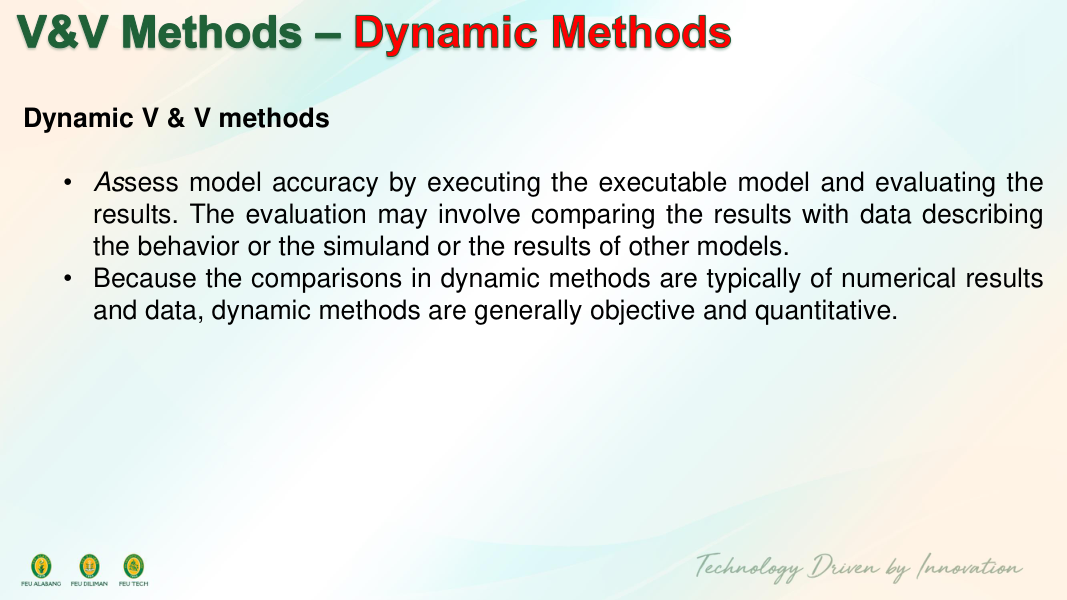 V&V Methods – Dynamic Methods
Dynamic V & V methods
• Assess model accuracy by executing the executable model and evaluating the
results. The evaluation may involve comparing the results with data describing
the behavior or the simuland or the results of other models.
• Because the comparisons in dynamic methods are typically of numerical results
and data, dynamic methods are generally objective and quantitative.
FEU ALABANG FEU DILIMAN FEU TECH
Technology Driven by Innovation